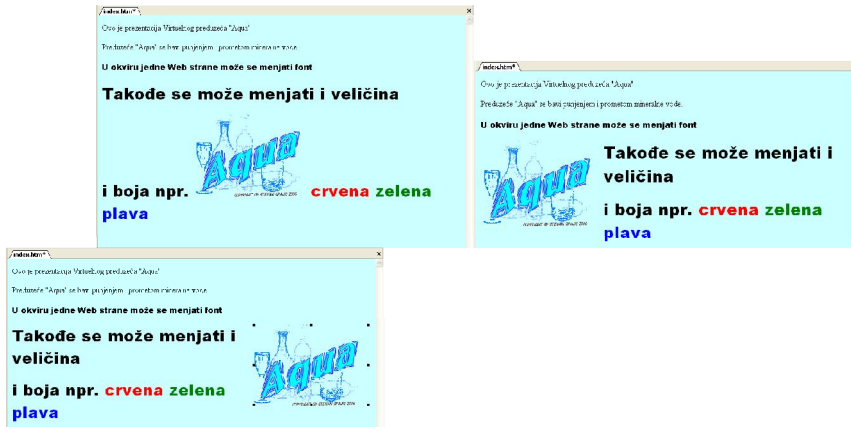 index.htm*
Ovo je prezentacija Virtuelnog preduzeća "Aqua"
Preduzeće "Aqua" se bavi punjenjem i prometom mineralne vode
U okviru jedne Web strane može se menjati font
Takođe se može menjati i veličina
i boja npr. Aqua crvena zelena
plava
index.htm*
Ovo je prezentacija Virtuelnog preduzeća "Aqua"
Preduzeće "Aqua" se bavi punjenjem i prometom mineralne vode.
U okviru jedne Web strane može se menjati font
Aqua
Takođe se može menjati i
veličina
i boja npr. crvena zelena
plava
index.htm*
Ovo je prezentacija Virtuelnog preduzeća "Aqua"
Preduzeće "Aqua" se bavi punjenjem i prometom mineralne vode
U okviru jedne Web strane može se menjati font
Takođe se može menjati i
veličina
i boja npr. crvena zelena
plava
Aqua